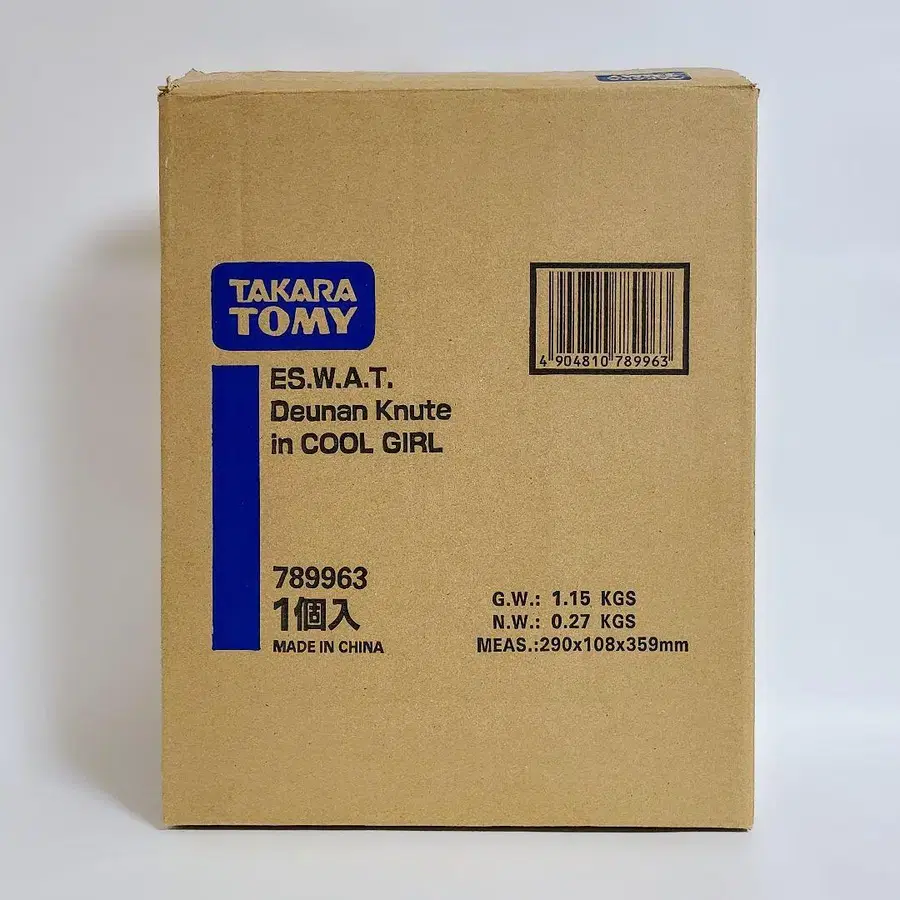 TAKARA
TOMY
4 904810 789963
ES.W.A.T.
Deunan Knute
in COOL GIRL
789963
1個入
MADE IN CHINA
G.W.: 1.15 KGS
N.W.: 0.27 KGS
MEAS.:290x108x359mm